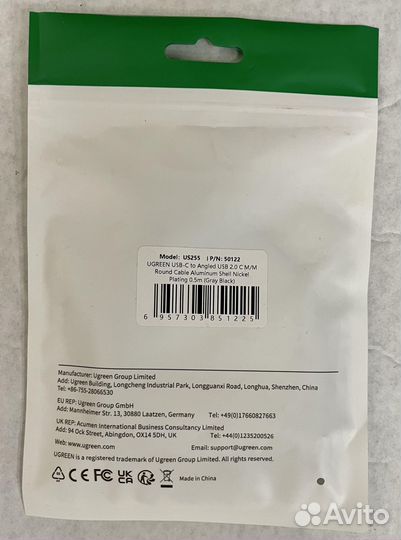 Model: US255 | P/N: 50122
UGREEN USB-C to Angled USB 2.0 C M/M
Round Cable Aluminum Shell Nickel
Plating 0.5m (Gray Black)
6 957303 851225
Manufacturer: Ugreen Group Limited
Add: Ugreen Building, Longcheng Industrial Park, Longguanxi Road, Longhua, Shenzhen, China
Tel: +86-755-28066530
EU REP: Ugreen Group GmbH
Add: Mannheimer Str. 13, 30880 Laatzen, Germany Tel: +49(0)17660827663
UK REP: Acumen International Business Consultancy Limited
Add: 94 Ock Street, Abingdon, OX14 5DH, UK Tel: +44(0)1235200526
Web: www.ugreen.com Email: support@ugreen.com
UGREEN is a registered trademark of Ugreen Group Limited. All rights reserved.
CE FC UK CA Made in China
Avito